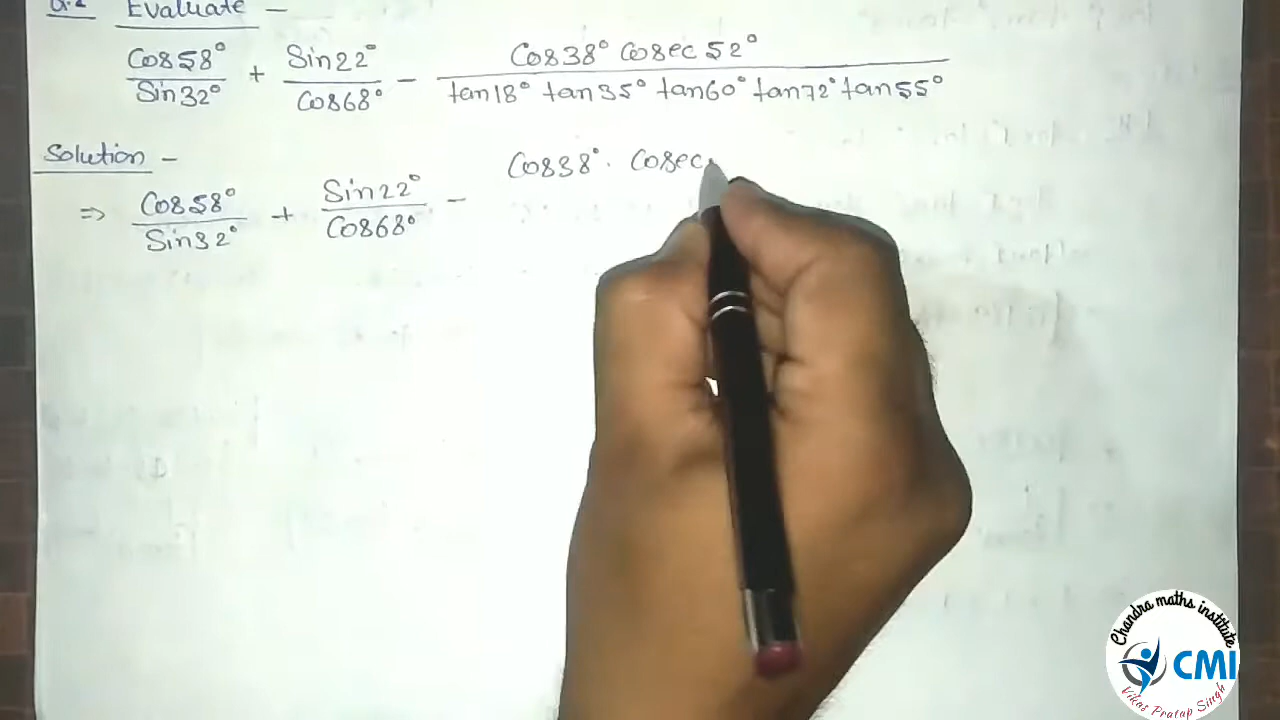 Q.2 Evaluate -
Cos58° / Sin32° + Sin22° / Cos68° - Cos38° Cosec52° / tan18° tan35° tan60° tan72° tan55°
Solution -
⇒ Cos58° / Sin32° + Sin22° / Cos68° - Cos38° . Cosec
Chandra maths institute
CMI
Vikas Pratap Singh